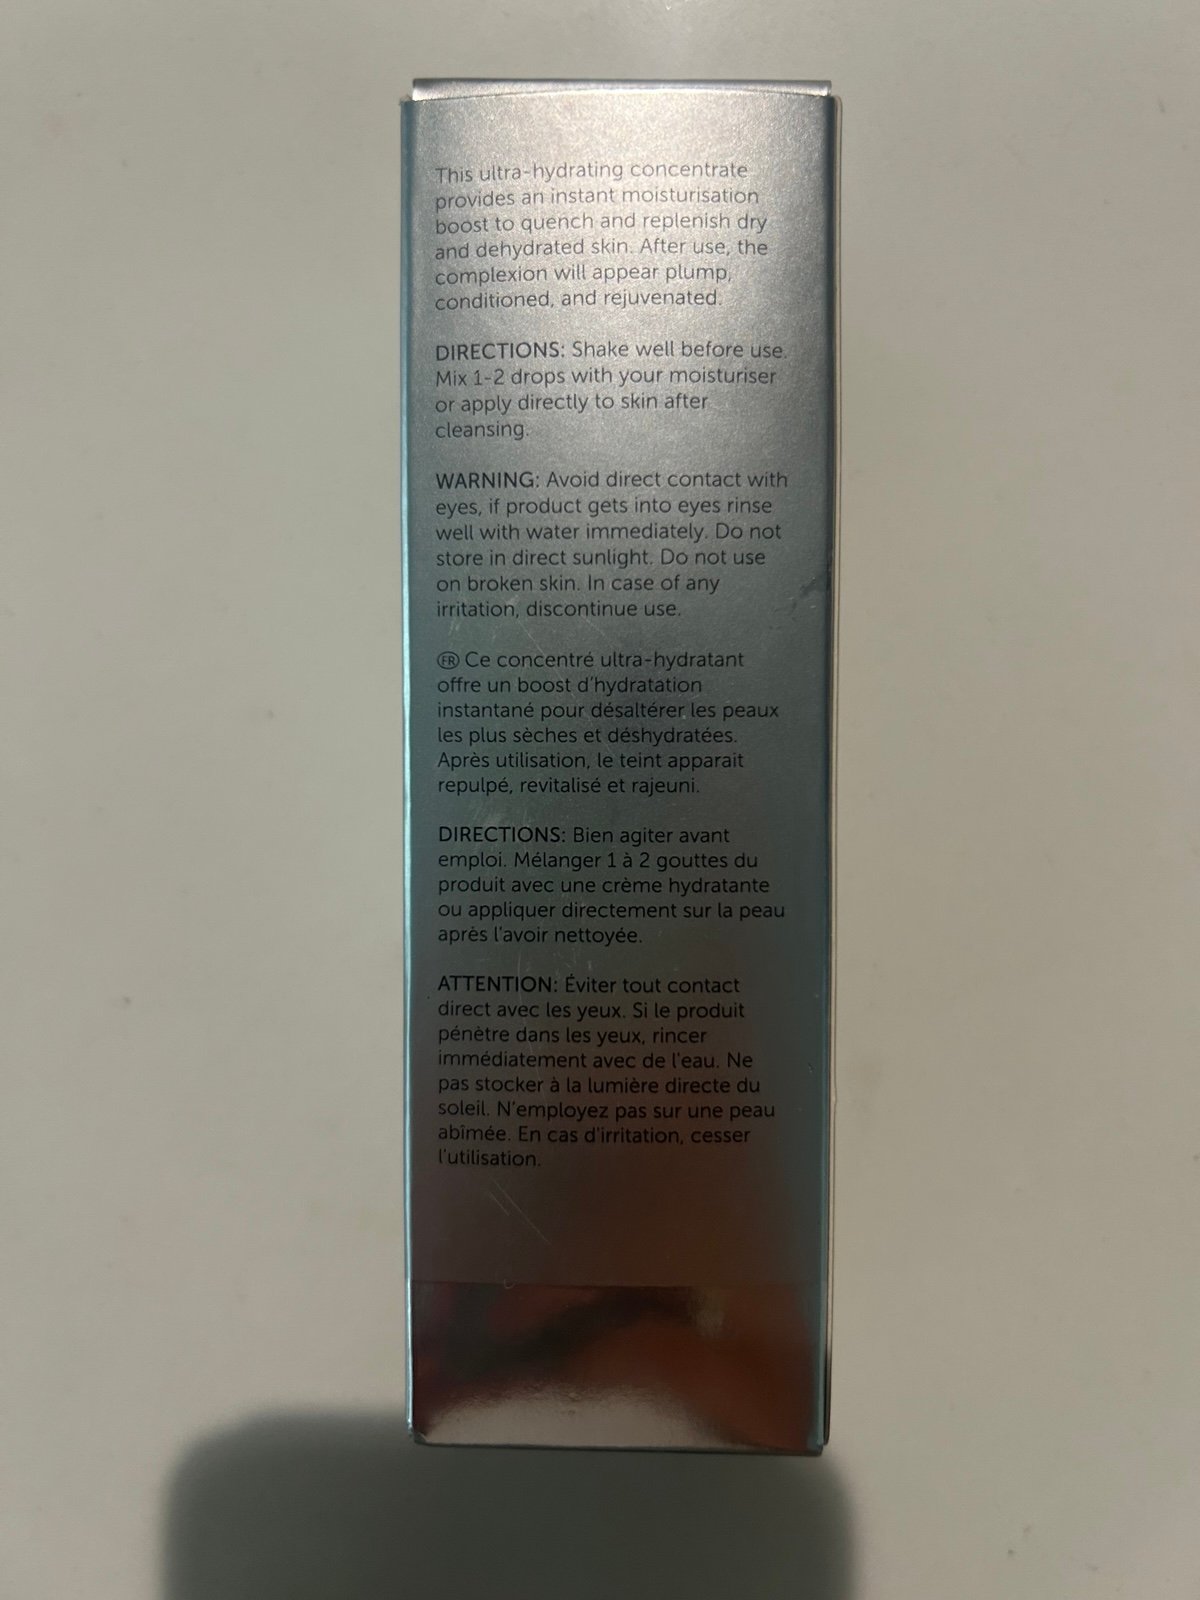 This ultra-hydrating concentrate
provides an instant moisturisation
boost to quench and replenish dry
and dehydrated skin. After use, the
complexion will appear plump,
conditioned, and rejuvenated.
DIRECTIONS: Shake well before use.
Mix 1-2 drops with your moisturiser
or apply directly to skin after
cleansing.
WARNING: Avoid direct contact with
eyes, if product gets into eyes rinse
well with water immediately. Do not
store in direct sunlight. Do not use
on broken skin. In case of any
irritation, discontinue use.
FR Ce concentré ultra-hydratant
offre un boost d'hydratation
instantané pour désaltérer les peaux
les plus sèches et déshydratées.
Après utilisation, le teint apparait
repulpé, revitalisé et rajeuni.
DIRECTIONS: Bien agiter avant
emploi. Mélanger 1 à 2 gouttes du
produit avec une crème hydratante
ou appliquer directement sur la peau
après l'avoir nettoyée.
ATTENTION: Éviter tout contact
direct avec les yeux. Si le produit
pénètre dans les yeux, rincer
immédiatement avec de l'eau. Ne
pas stocker à la lumière directe du
soleil. N'employez pas sur une peau
abîmée. En cas d'irritation, cesser
l'utilisation.